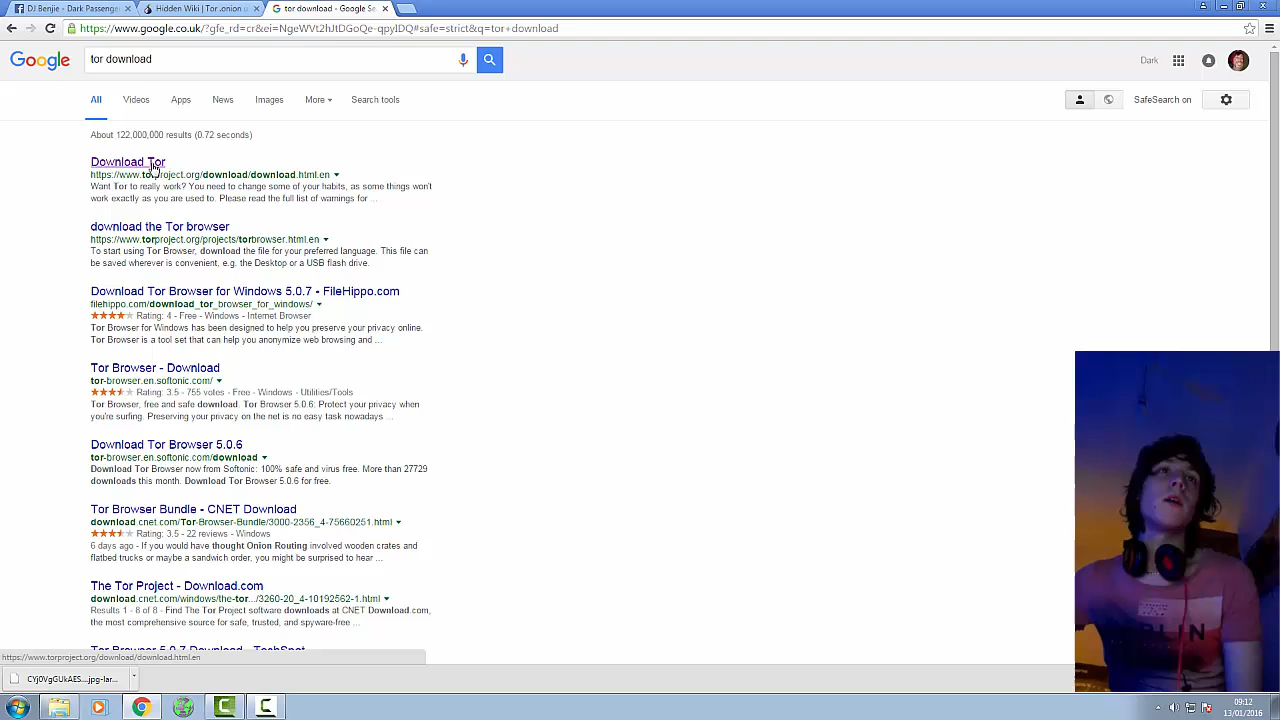 DJ Benjie - Dark Passenge
Hidden Wiki | Tor .onion u
tor download - Google Se
https://www.google.co.uk/?gfe_rd=cr&ei=NgeWVt2hJtDGoQe-qpyIDQ#safe=strict&q=tor+download
Google
tor download
Dark
All Videos Apps News Images More Search tools
SafeSearch on
About 122,000,000 results (0.72 seconds)
Download Tor
https://www.torproject.org/download/download.html.en
Want Tor to really work? You need to change some of your habits, as some things won't
work exactly as you are used to. Please read the full list of warnings for ...
download the Tor browser
https://www.torproject.org/projects/torbrowser.html.en
To start using Tor Browser, download the file for your preferred language. This file can
be saved wherever is convenient, e.g. the Desktop or a USB flash drive.
Download Tor Browser for Windows 5.0.7 - FileHippo.com
filehippo.com/download_tor_browser_for_windows/
Rating: 4 - Free - Windows - Internet Browser
Tor Browser for Windows has been designed to help you preserve your privacy online.
Tor Browser is a tool set that can help you anonymize web browsing and ...
Tor Browser - Download
tor-browser.en.softonic.com/
Rating: 3.5 - 755 votes - Free - Windows - Utilities/Tools
Tor Browser, free and safe download. Tor Browser 5.0.6: Protect your privacy when
you're surfing. Preserving your privacy on the net is no easy task nowadays ...
Download Tor Browser 5.0.6
tor-browser.en.softonic.com/download
Download Tor Browser now from Softonic: 100% safe and virus free. More than 27729
downloads this month. Download Tor Browser 5.0.6 for free.
Tor Browser Bundle - CNET Download
download.cnet.com/Tor-Browser-Bundle/3000-2356_4-75660251.html
Rating: 3.5 - 22 reviews - Windows
6 days ago - If you would have thought Onion Routing involved wooden crates and
flatbed trucks or maybe a sandwich order, you might be surprised to hear ...
The Tor Project - Download.com
download.cnet.com/windows/the-tor.../3260-20_4-10192562-1.html
Results 1 - 8 of 8 - Find The Tor Project software downloads at CNET Download.com,
the most comprehensive source for safe, trusted, and spyware-free ...
Tor Browser 5.0.7 Download - TechSpot
https://www.torproject.org/download/download.html.en
CYj0VgGUkAES....jpg-lar...
09:12
13/01/2016